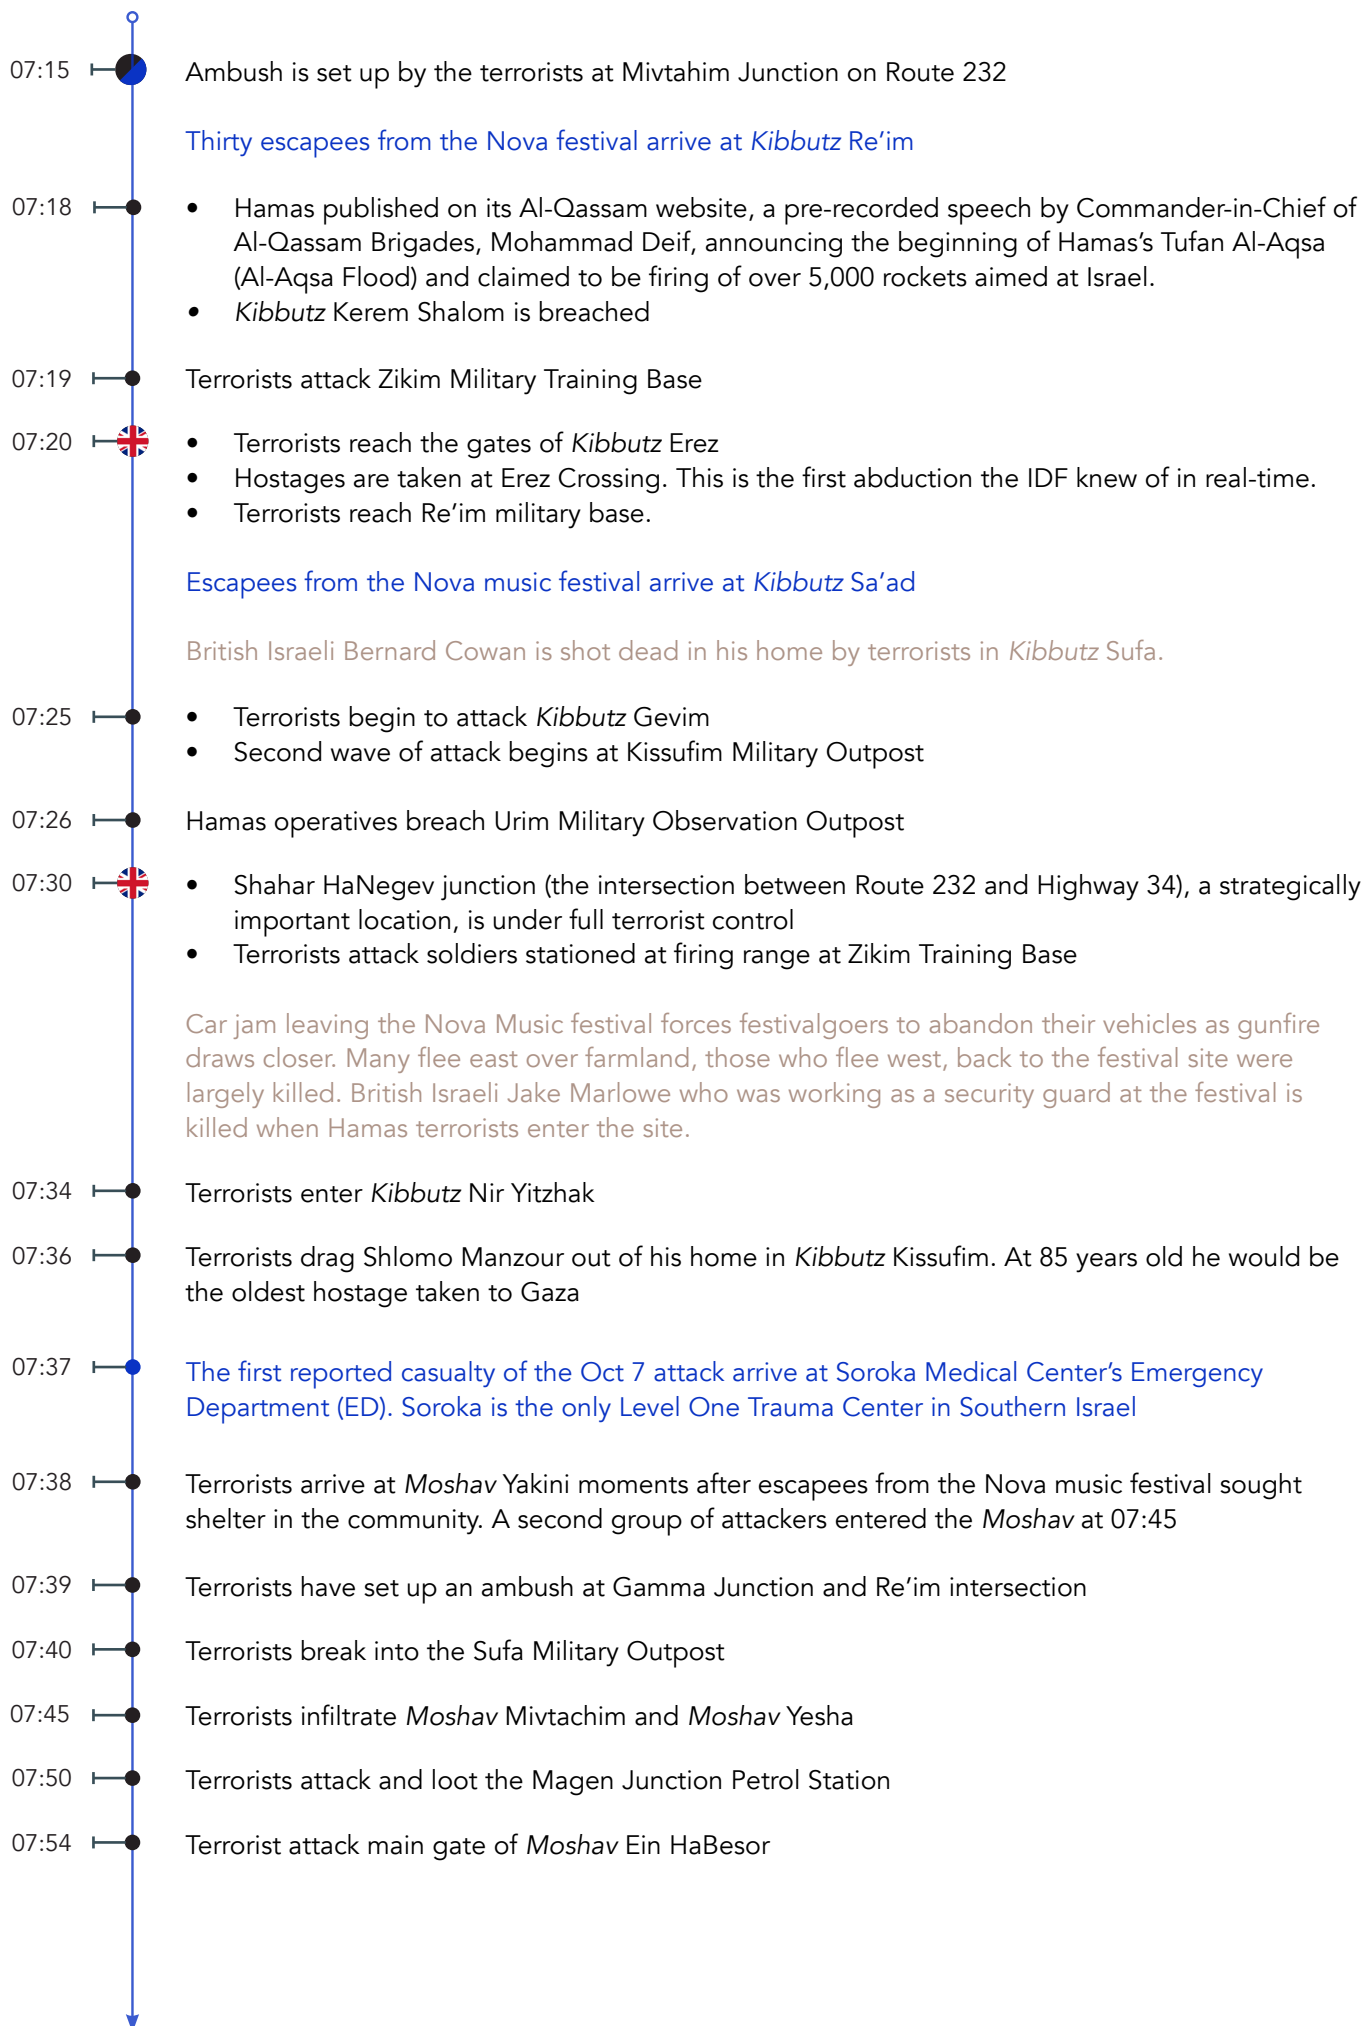 07:15 Ambush is set up by the terrorists at Mivtahim Junction on Route 232
Thirty escapees from the Nova festival arrive at Kibbutz Re’im
07:18 • Hamas published on its Al-Qassam website, a pre-recorded speech by Commander-in-Chief of
Al-Qassam Brigades, Mohammad Deif, announcing the beginning of Hamas’s Tufan Al-Aqsa
(Al-Aqsa Flood) and claimed to be firing of over 5,000 rockets aimed at Israel.
• Kibbutz Kerem Shalom is breached
07:19 Terrorists attack Zikim Military Training Base
07:20 • Terrorists reach the gates of Kibbutz Erez
• Hostages are taken at Erez Crossing. This is the first abduction the IDF knew of in real-time.
• Terrorists reach Re’im military base.
Escapees from the Nova music festival arrive at Kibbutz Sa’ad
British Israeli Bernard Cowan is shot dead in his home by terrorists in Kibbutz Sufa.
07:25 • Terrorists begin to attack Kibbutz Gevim
• Second wave of attack begins at Kissufim Military Outpost
07:26 Hamas operatives breach Urim Military Observation Outpost
07:30 • Shahar HaNegev junction (the intersection between Route 232 and Highway 34), a strategically
important location, is under full terrorist control
• Terrorists attack soldiers stationed at firing range at Zikim Training Base
Car jam leaving the Nova Music festival forces festivalgoers to abandon their vehicles as gunfire
draws closer. Many flee east over farmland, those who flee west, back to the festival site were
largely killed. British Israeli Jake Marlowe who was working as a security guard at the festival is
killed when Hamas terrorists enter the site.
07:34 Terrorists enter Kibbutz Nir Yitzhak
07:36 Terrorists drag Shlomo Manzour out of his home in Kibbutz Kissufim. At 85 years old he would be
the oldest hostage taken to Gaza
07:37 The first reported casualty of the Oct 7 attack arrive at Soroka Medical Center’s Emergency
Department (ED). Soroka is the only Level One Trauma Center in Southern Israel
07:38 Terrorists arrive at Moshav Yakini moments after escapees from the Nova music festival sought
shelter in the community. A second group of attackers entered the Moshav at 07:45
07:39 Terrorists have set up an ambush at Gamma Junction and Re’im intersection
07:40 Terrorists break into the Sufa Military Outpost
07:45 Terrorists infiltrate Moshav Mivtachim and Moshav Yesha
07:50 Terrorists attack and loot the Magen Junction Petrol Station
07:54 Terrorist attack main gate of Moshav Ein HaBesor